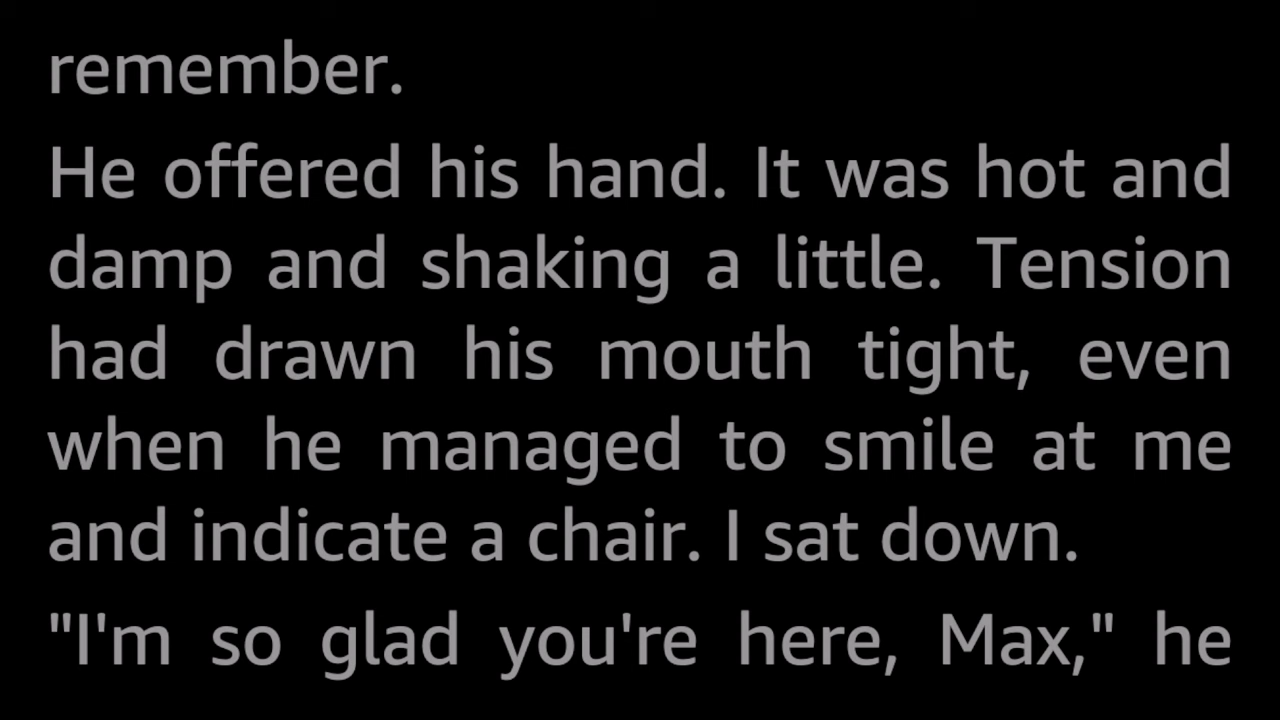 remember.
He offered his hand. It was hot and
damp and shaking a little. Tension
had drawn his mouth tight, even
when he managed to smile at me
and indicate a chair. I sat down.
"I'm so glad you're here, Max," he